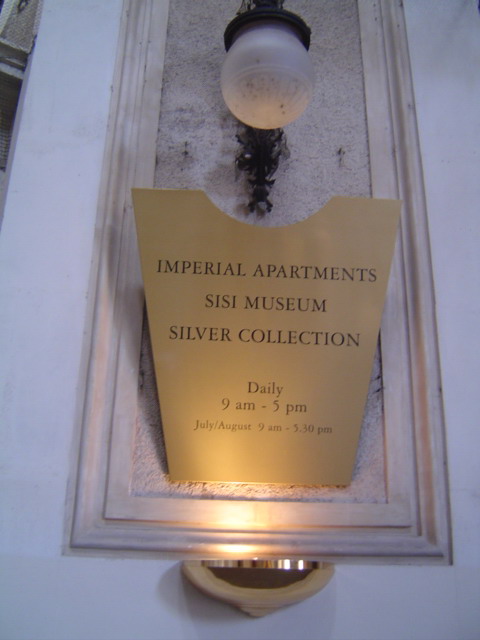 IMPERIAL APARTMENTS
SISI MUSEUM
SILVER COLLECTION
Daily
9 am - 5 pm
July/August 9 am - 5.30 pm